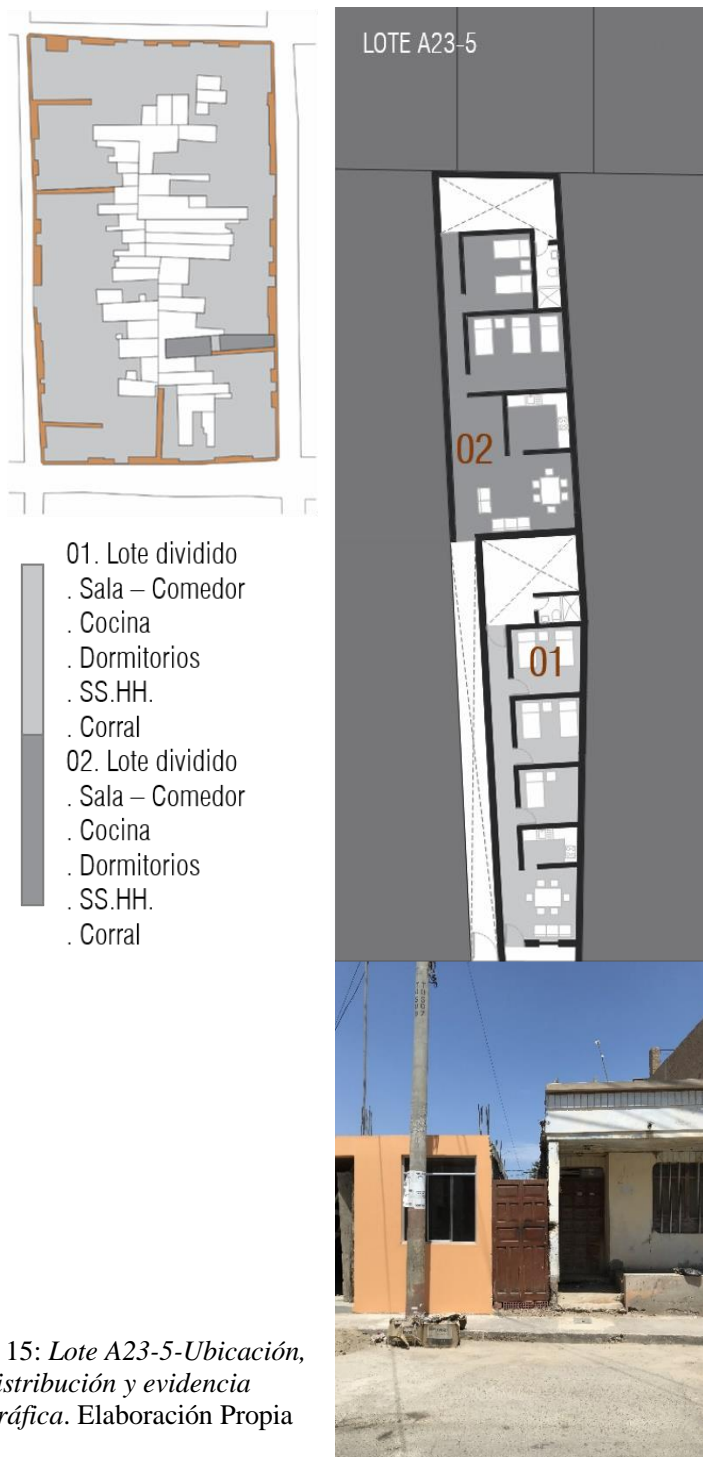 LOTE A23-5
02
01
01. Lote dividido
. Sala – Comedor
. Cocina
. Dormitorios
. SS.HH.
. Corral
02. Lote dividido
. Sala – Comedor
. Cocina
. Dormitorios
. SS.HH.
. Corral
15: Lote A23-5-Ubicación,
istribución y evidencia
ráfica. Elaboración Propia